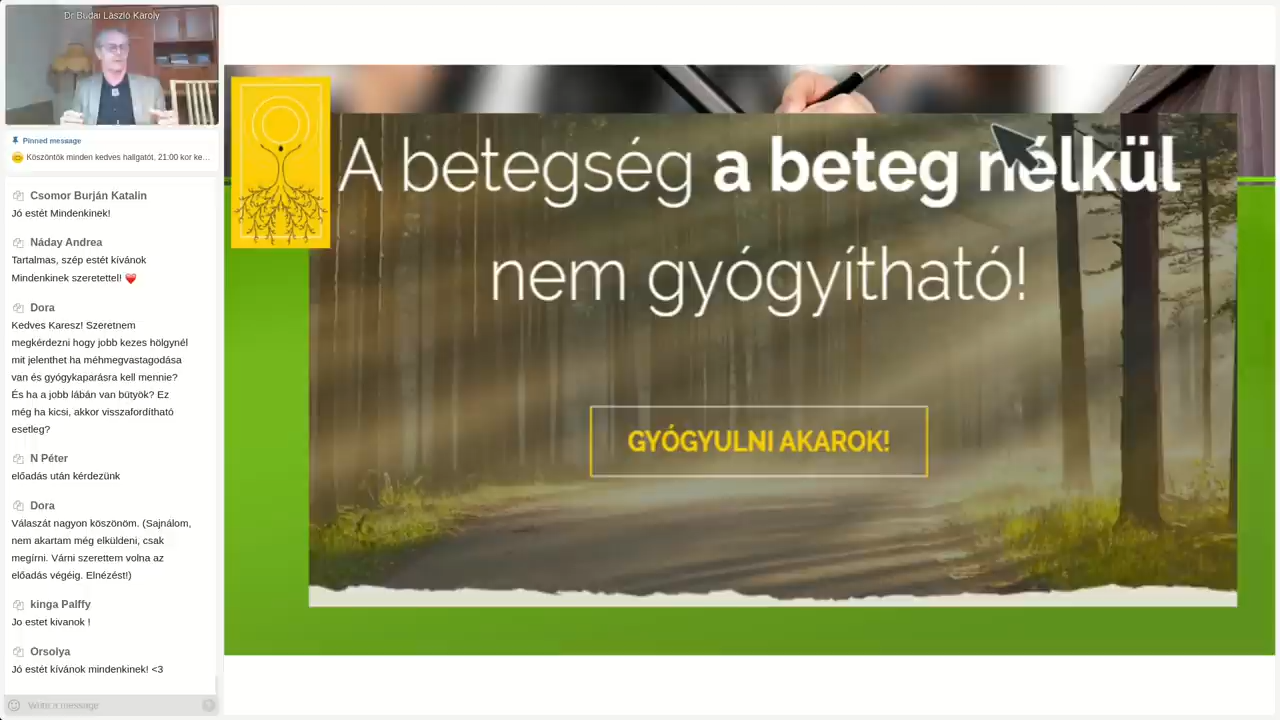 Dr Budai László Károly
Pinned message
Köszöntök minden kedves hallgatót, 21:00 kor ke...
Csomor Burján Katalin
Jó estét Mindenkinek!
Náday Andrea
Tartalmas, szép estét kívánok
Mindenkinek szeretettel! ❤️
Dora
Kedves Karesz! Szeretnem
megkérdezni hogy jobb kezes hölgynél
mit jelenthet ha méhmegvastagodása
van és gyógykaparásra kell mennie?
És ha a jobb lábán van bütyök? Ez
még ha kicsi, akkor visszafordítható
esetleg?
N Péter
előadás után kérdezünk
Dora
Válaszát nagyon köszönöm. (Sajnálom,
nem akartam még elküldeni, csak
megírni. Várni szerettem volna az
előadás végéig. Elnézést!)
kinga Palffy
Jo estet kivanok !
Orsolya
Jó estét kívánok mindenkinek! <3
Write a message
A betegség a beteg nélkül
nem gyógyítható!
GYÓGYULNI AKAROK!